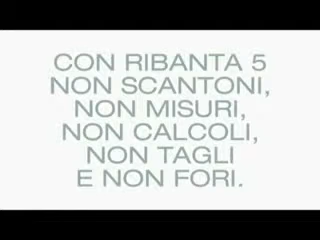 CON RIBANTA 5
NON SCANTONI,
NON MISURI,
NON CALCOLI,
NON TAGLI
E NON FORI.